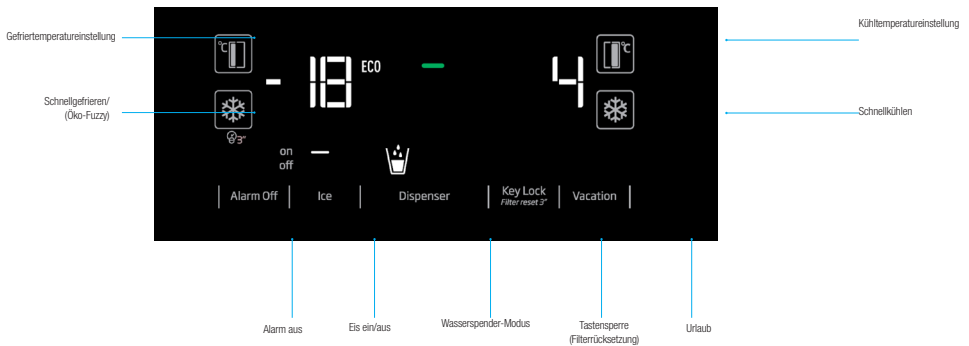 Kühltemperatureinstellung
Gefriertemperatureinstellung
°C
°C
-18
ECO
4
Schnellgefrieren/
(Öko-Fuzzy)
Schnellkühlen
3"
on
off
Alarm Off
Ice
Dispenser
Key Lock
Filter reset 3"
Vacation
Alarm aus
Eis ein/aus
Wasserspender-Modus
Tastensperre
(Filterrücksetzung)
Urlaub